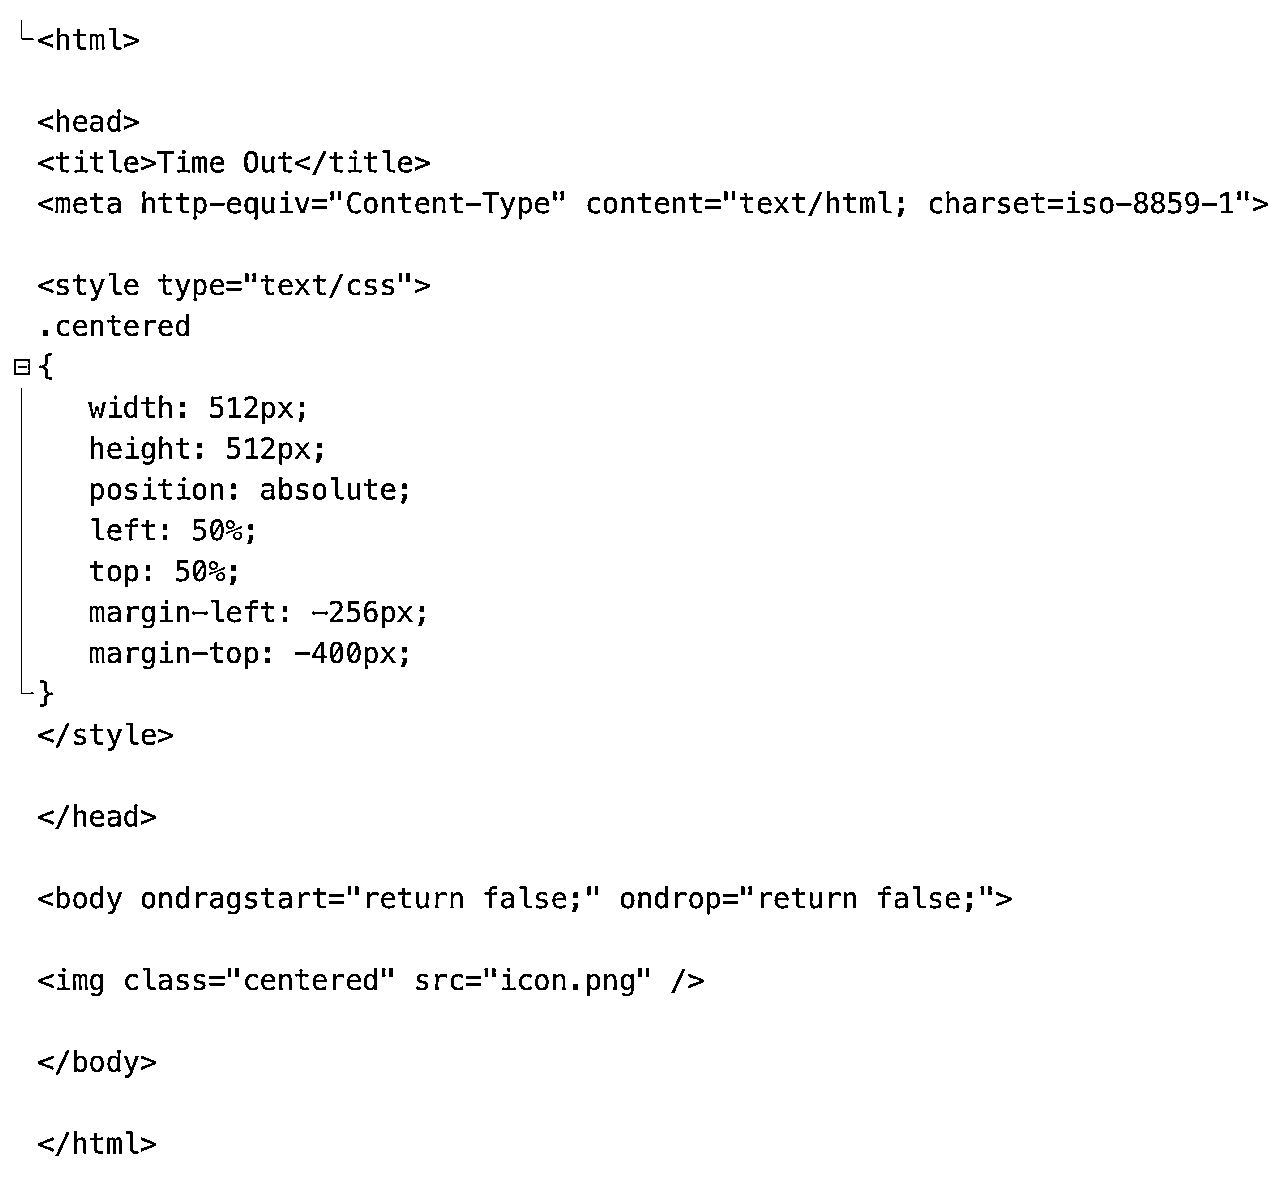 <html>
<head>
<title>Time Out</title>
<meta http-equiv="Content-Type" content="text/html; charset=iso-8859-1">
<style type="text/css">
.centered
{
width: 512px;
height: 512px;
position: absolute;
left: 50%;
top: 50%;
margin-left: -256px;
margin-top: -400px;
}
</style>
</head>
<body ondragstart="return false;" ondrop="return false;">
<img class="centered" src="icon.png" />
</body>
</html>